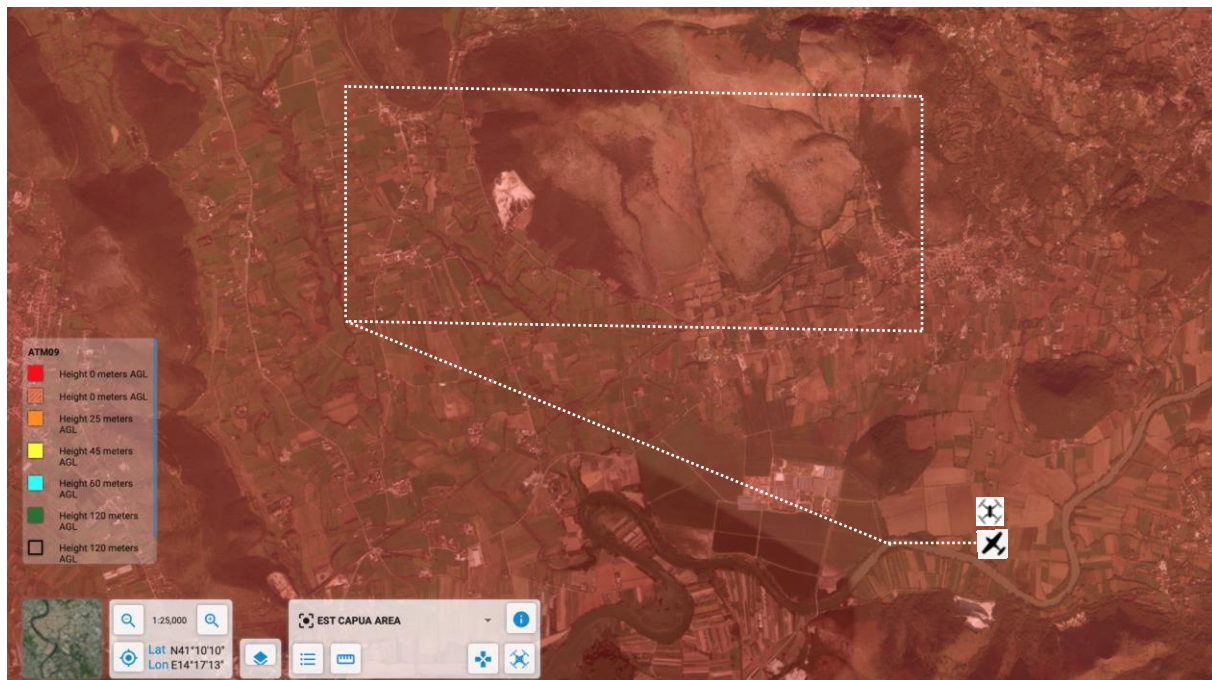 ATM09
Height 0 meters AGL
Height 0 meters AGL
Height 25 meters
AGL
Height 45 meters
AGL
Height 60 meters
AGL
Height 120 meters
AGL
Height 120 meters
AGL
1:25,000
Lat N41°10'10"
Lon E14°17'13"
EST CAPUA AREA